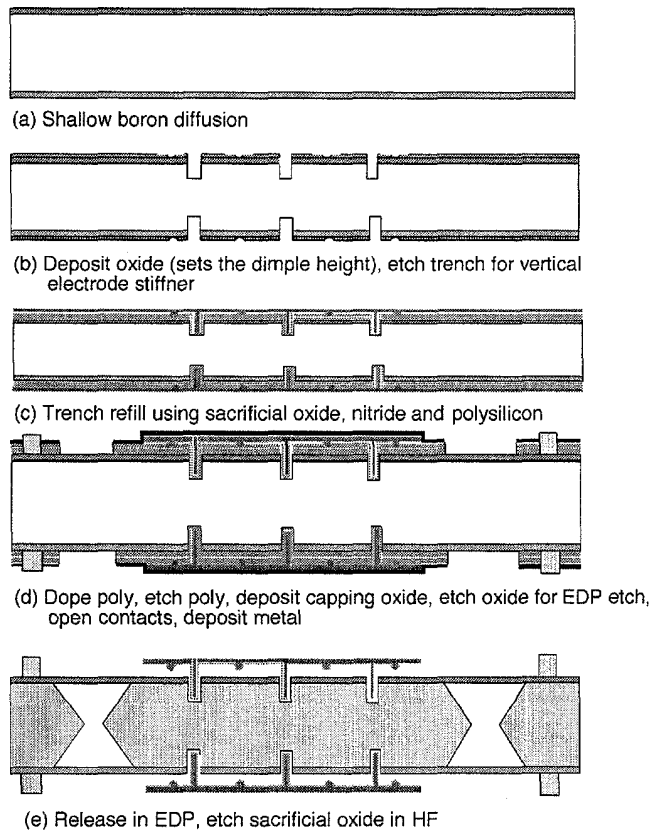 (a) Shallow boron diffusion
(b) Deposit oxide (sets the dimple height), etch trench for vertical
electrode stiffner
(c) Trench refill using sacrificial oxide, nitride and polysilicon
(d) Dope poly, etch poly, deposit capping oxide, etch oxide for EDP etch,
open contacts, deposit metal
(e) Release in EDP, etch sacrificial oxide in HF